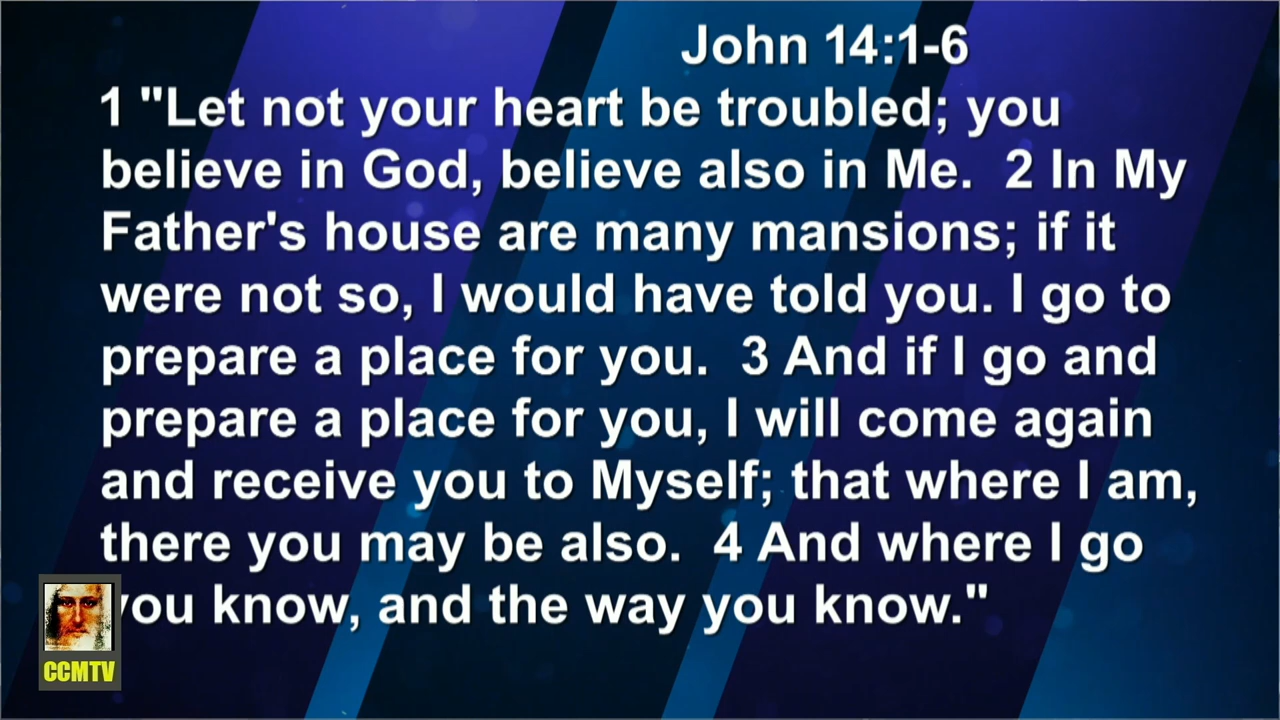 John 14:1-6
1 "Let not your heart be troubled; you
believe in God, believe also in Me.  2 In My
Father's house are many mansions; if it
were not so, I would have told you. I go to
prepare a place for you.  3 And if I go and
prepare a place for you, I will come again
and receive you to Myself; that where I am,
there you may be also.  4 And where I go
you know, and the way you know."
CCMTV